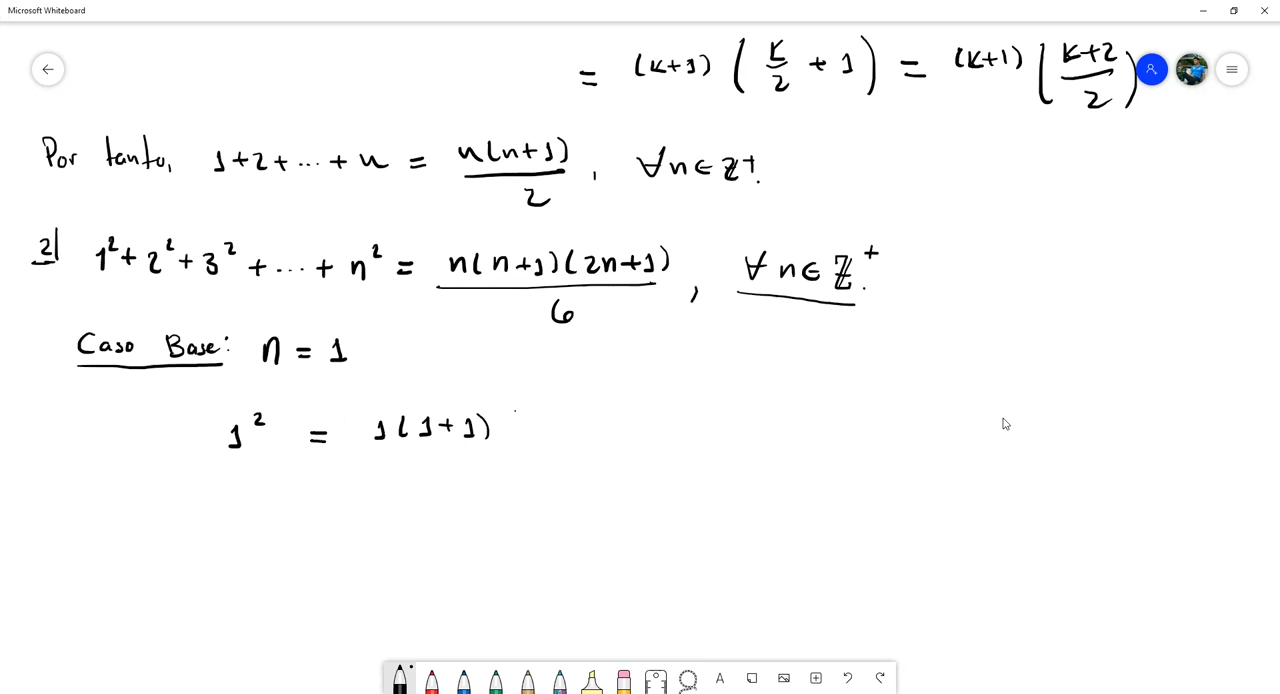 Microsoft Whiteboard
= (k+1) (k/2 + 1) = (k+1) (k+2/2)
Por tanto, 1+2+...+n = n(n+1)/2, ∀n∈ℤ+.
2) 1²+2²+3²+...+n² = n(n+1)(2n+1)/6, ∀n∈ℤ+.
Caso Base: n = 1
1² = 1(1+1)
A